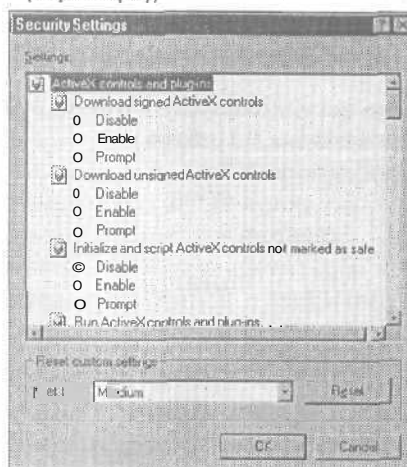 Security Settings
Settings:
ActiveX controls and plug-ins
Download signed ActiveX controls
O Disable
O Enable
O Prompt
Download unsigned ActiveX controls
O Disable
O Enable
O Prompt
Initialize and script ActiveX controls not marked as safe
© Disable
O Enable
O Prompt
Run ActiveX controls and plug-ins
Reset custom settings
Medium
Reset
OK
Cancel